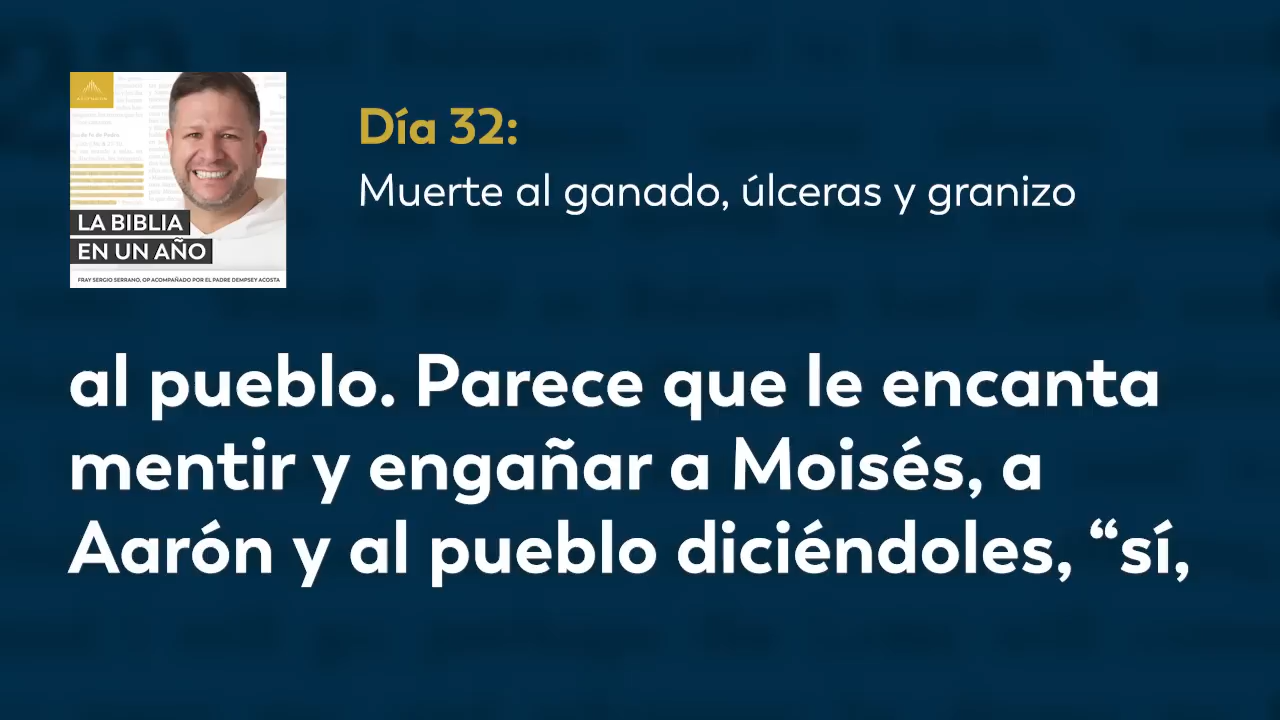 ASCENSION
LA BIBLIA
EN UN AÑO
FRAY SERGIO SERRANO, OP ACOMPAÑADO POR EL PADRE DEMPSEY ACOSTA
Día 32:
Muerte al ganado, úlceras y granizo
al pueblo. Parece que le encanta
mentir y engañar a Moisés, a
Aarón y al pueblo diciéndoles, “sí,